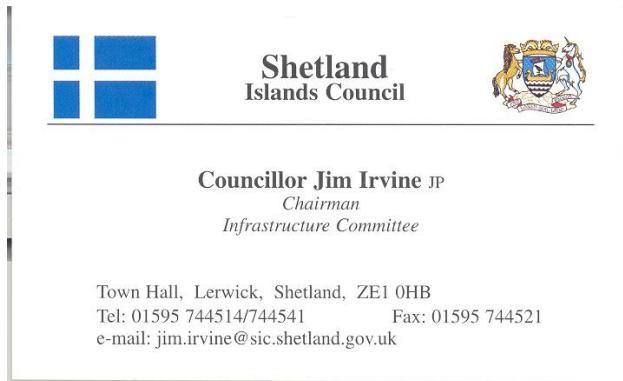 Shetland
Islands Council
Councillor Jim Irvine JP
Chairman
Infrastructure Committee
Town Hall, Lerwick, Shetland, ZE1 0HB
Tel: 01595 744514/744541 Fax: 01595 744521
e-mail: jim.irvine@sic.shetland.gov.uk